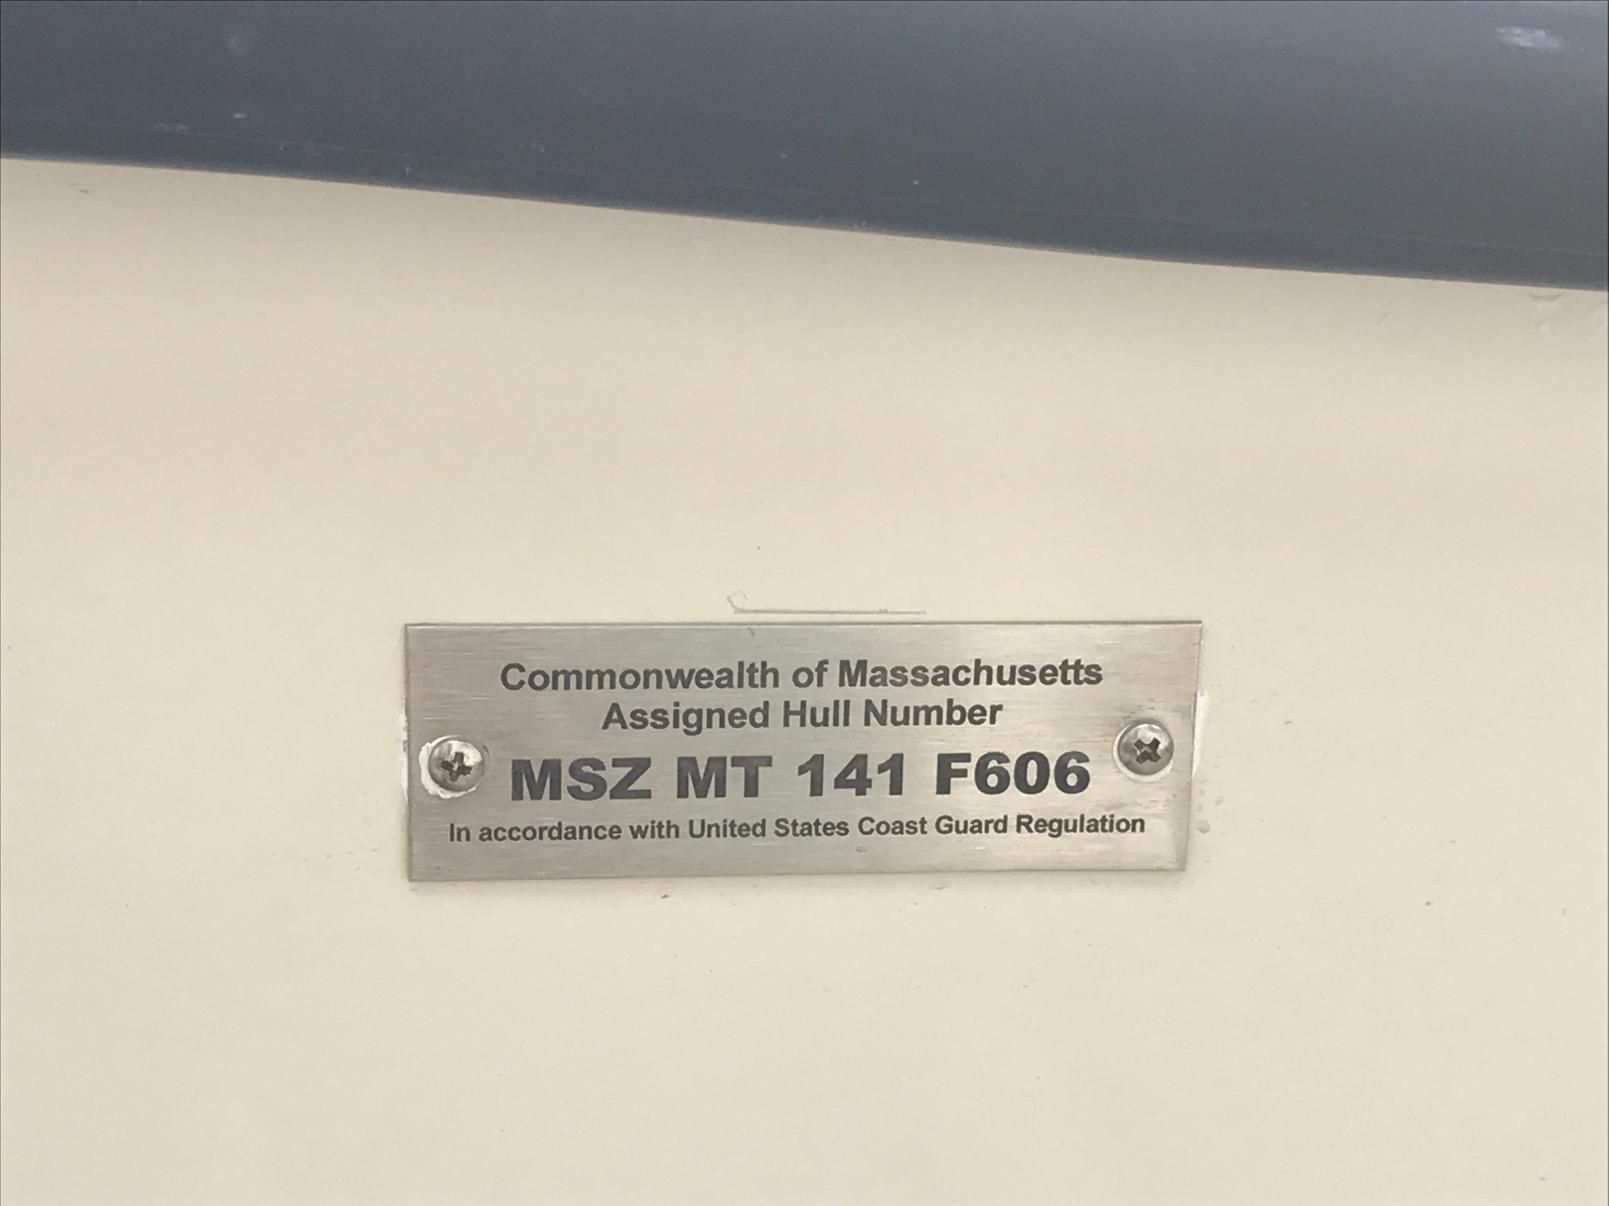 Commonwealth of Massachusetts
Assigned Hull Number
MSZ MT 141 F606
In accordance with United States Coast Guard Regulation